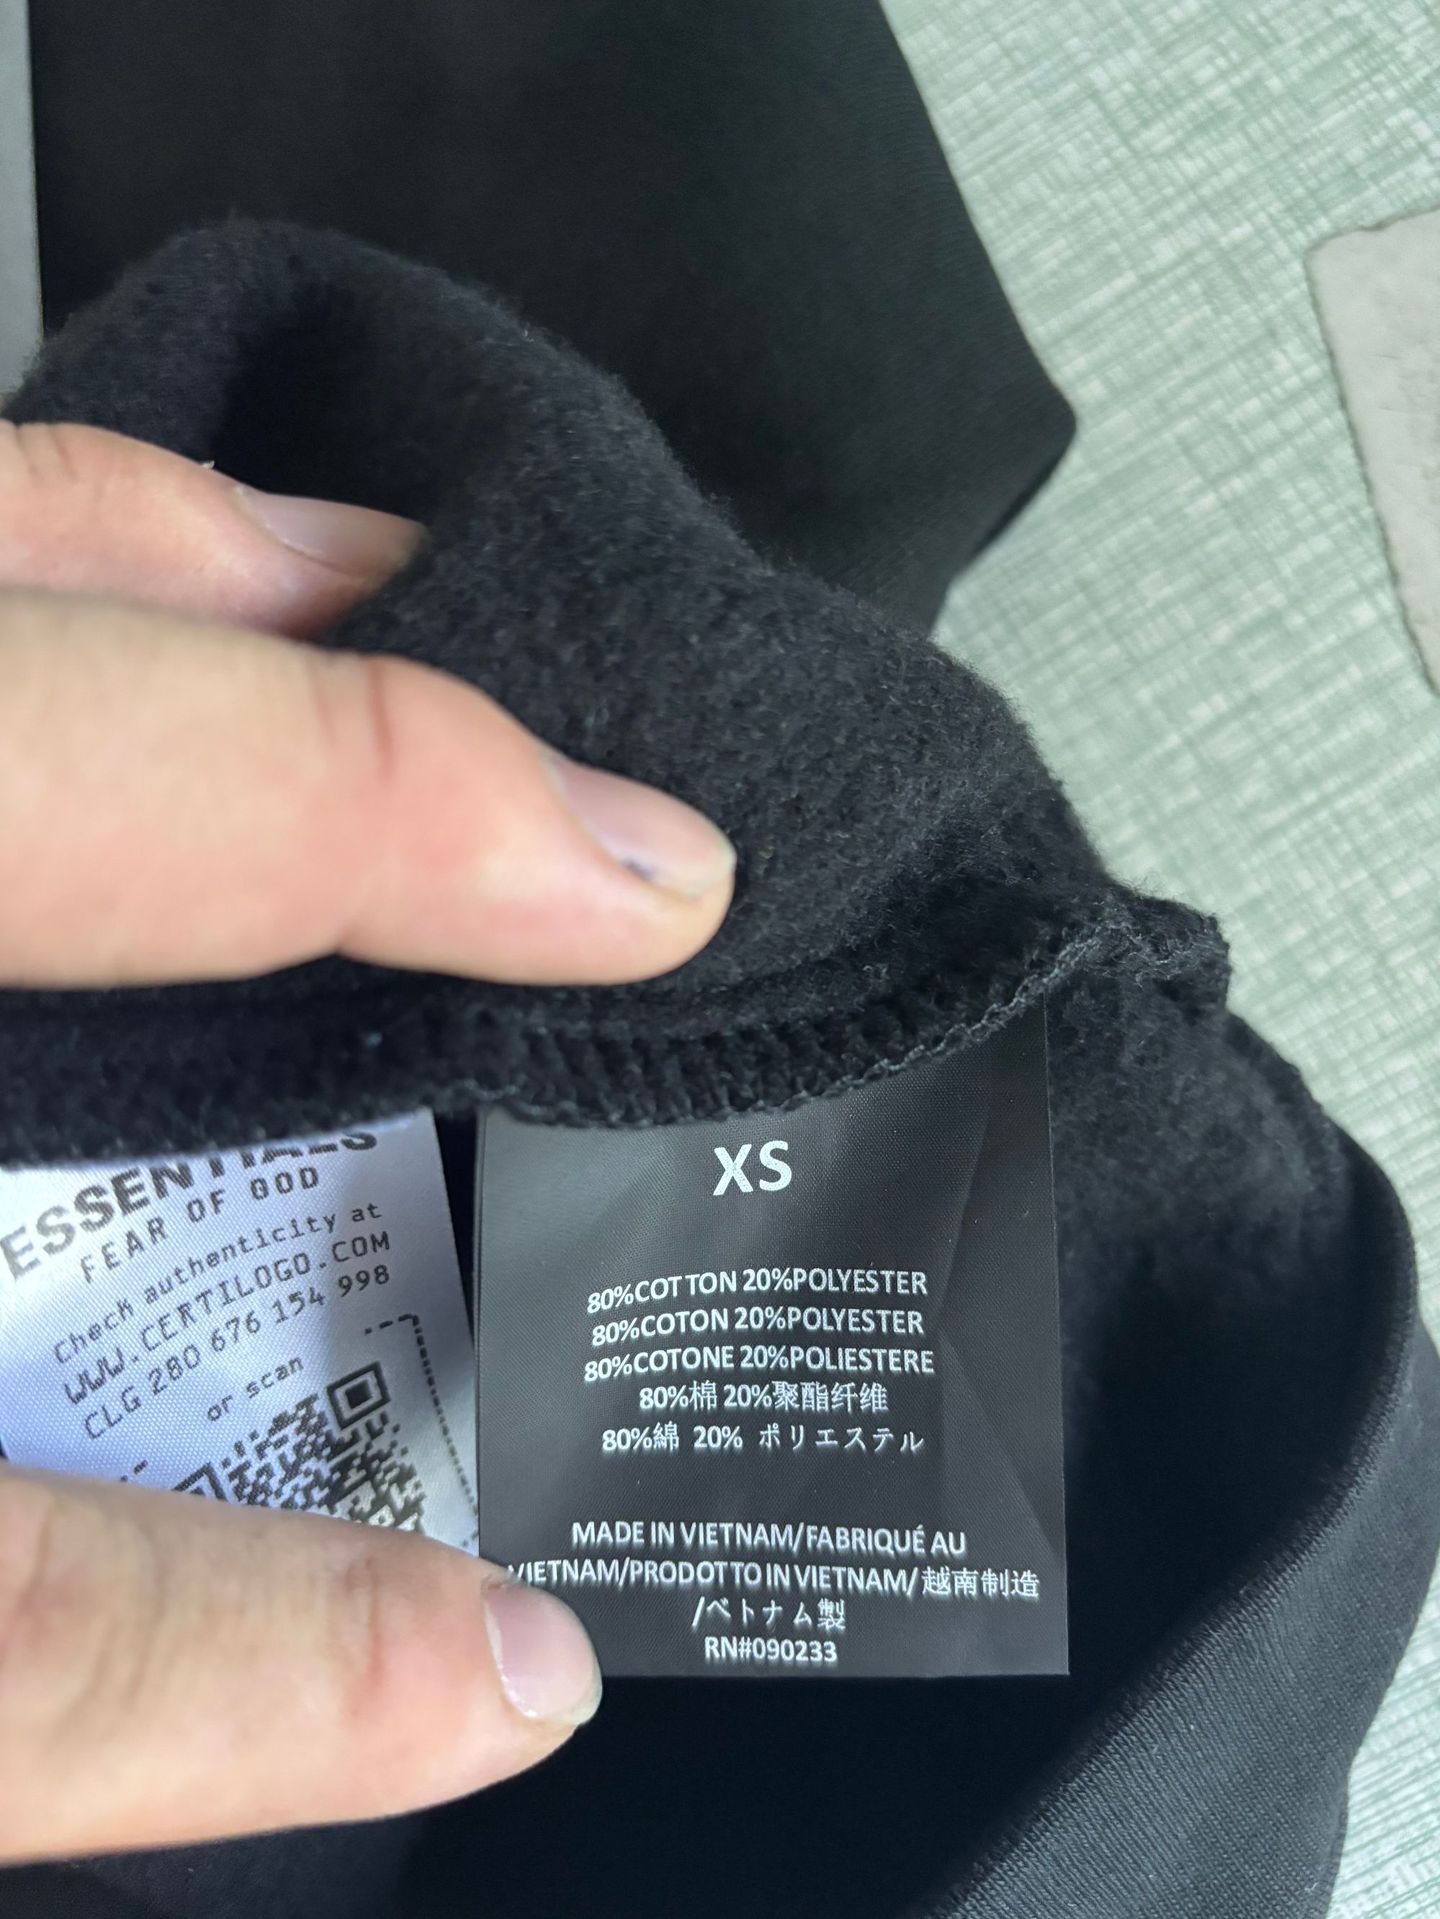 ESSENTIALS
FEAR OF GOD
Check authenticity at
WWW.CERTILOGO.COM
CLG 280 676 154 998
or scan
XS
80%COTTON 20%POLYESTER
80%COTON 20%POLYESTER
80%COTONE 20%POLIESTERE
80%棉 20%聚酯纤维
80%綿 20% ポリエステル
MADE IN VIETNAM/FABRIQUÉ AU
VIETNAM/PRODOTTO IN VIETNAM/越南制造
/ベトナム製
RN#090233